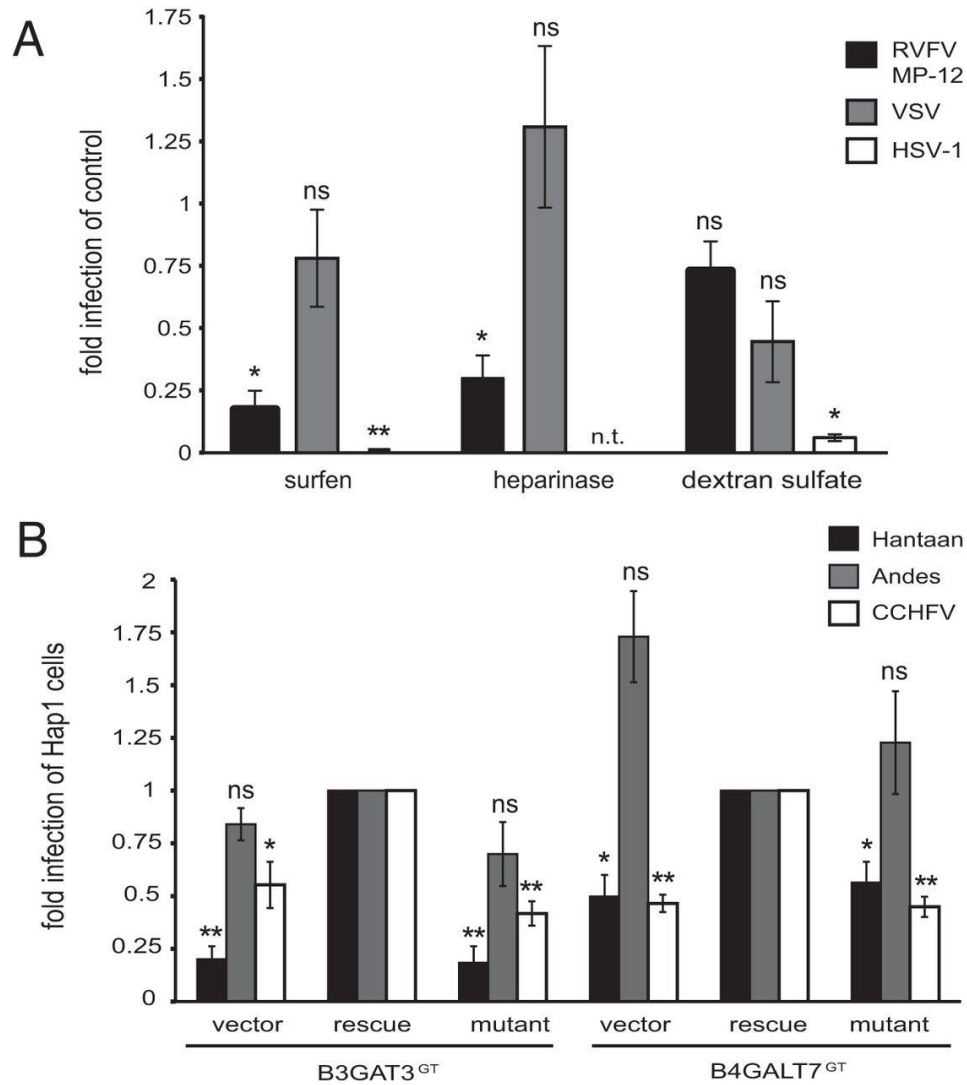 A
RVFV
MP-12
VSV
HSV-1
fold infection of control
1.75
1.5
1.25
1
0.75
0.5
0.25
0
* ns **
* ns n.t.
ns ns *
surfen heparinase dextran sulfate
B
Hantaan
Andes
CCHFV
fold infection of Hap1 cells
2
1.75
1.5
1.25
1
0.75
0.5
0.25
0
** ns *
** ns **
* ns **
* ns **
vector rescue mutant vector rescue mutant
B3GAT3GT B4GALT7GT